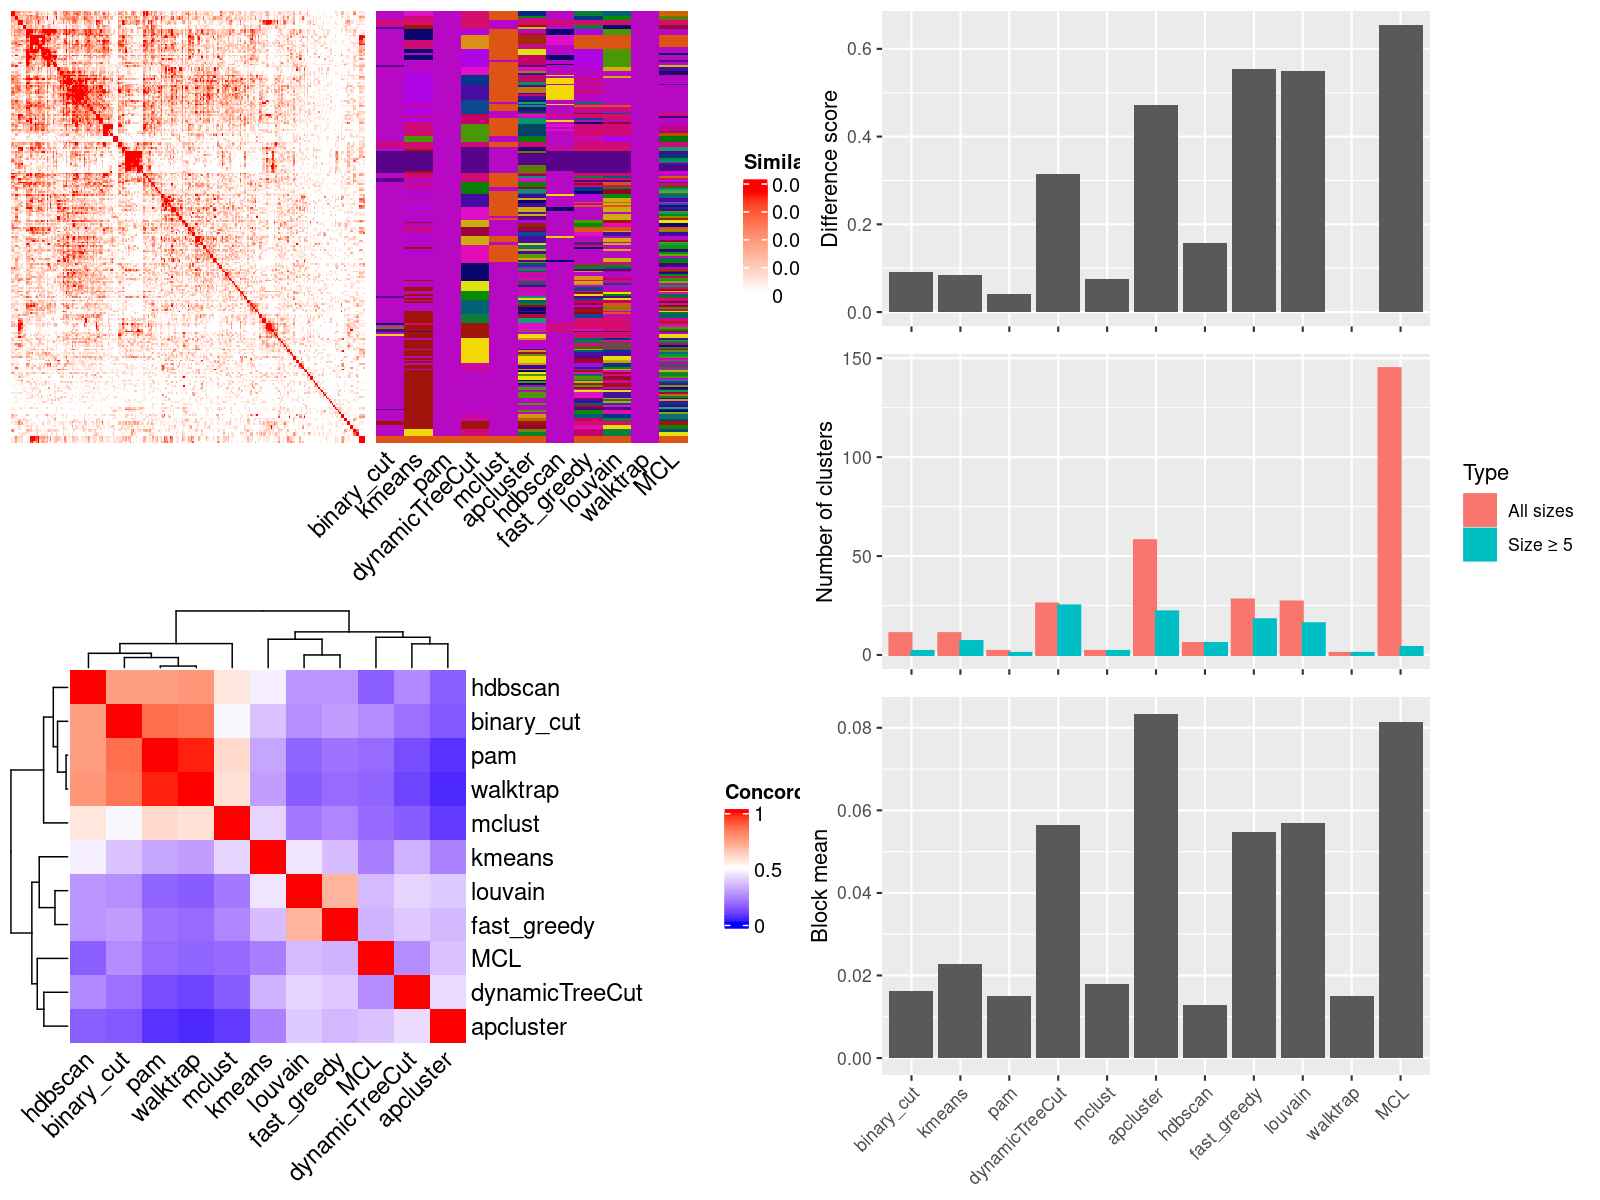 Simila
0.0
0.0
0.0
0.0
0
binary_cut
kmeans
pam
dynamicTreeCut
mclust
apcluster
hdbscan
fast_greedy
louvain
walktrap
MCL
hdbscan
binary_cut
pam
walktrap
mclust
kmeans
louvain
fast_greedy
MCL
dynamicTreeCut
apcluster
Concord
1
0.5
0
hdbscan
binary_cut
pam
walktrap
mclust
kmeans
louvain
fast_greedy
MCL
dynamicTreeCut
apcluster
Difference score
0.6
0.4
0.2
0.0
Number of clusters
150
100
50
0
Type
All sizes
Size ≥ 5
Block mean
0.08
0.06
0.04
0.02
0.00
binary_cut
kmeans
pam
dynamicTreeCut
mclust
apcluster
hdbscan
fast_greedy
louvain
walktrap
MCL